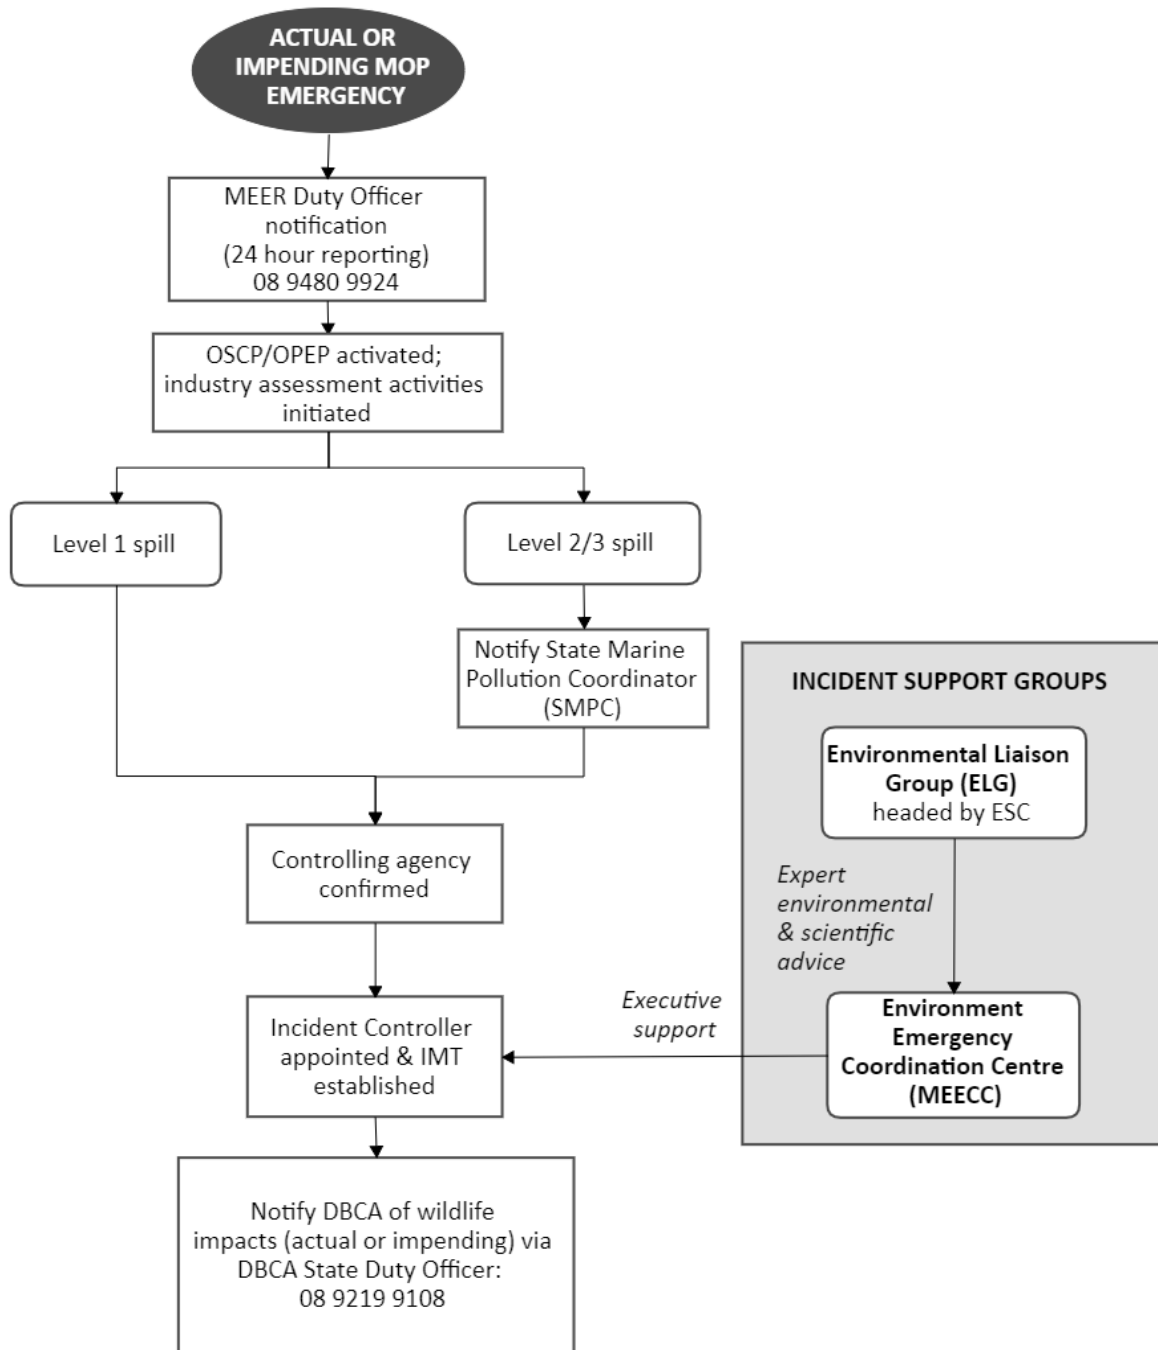 ACTUAL OR
IMPENDING MOP
EMERGENCY
MEER Duty Officer
notification
(24 hour reporting)
08 9480 9924
OSCP/OPEP activated;
industry assessment activities
initiated
Level 1 spill
Level 2/3 spill
Notify State Marine
Pollution Coordinator
(SMPC)
INCIDENT SUPPORT GROUPS
Environmental Liaison
Group (ELG)
headed by ESC
Controlling agency
confirmed
Expert
environmental
& scientific
advice
Executive
support
Incident Controller
appointed & IMT
established
Environment
Emergency
Coordination Centre
(MEECC)
Notify DBCA of wildlife
impacts (actual or impending) via
DBCA State Duty Officer:
08 9219 9108